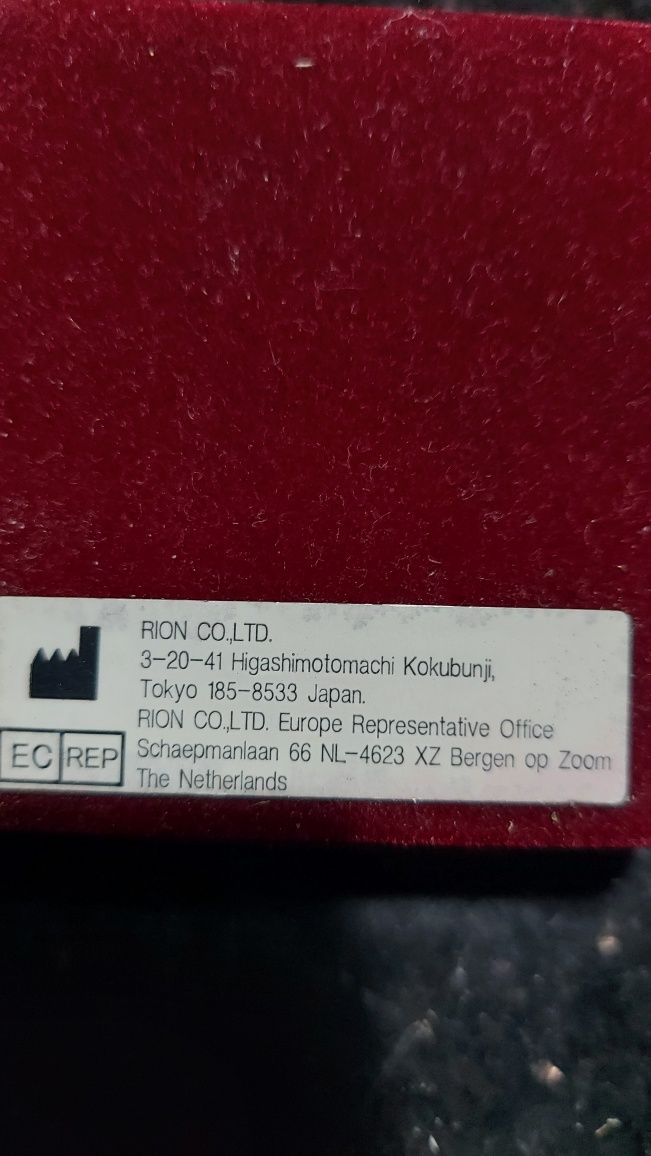 RION CO.,LTD.
3-20-41 Higashimotomachi Kokubunji,
Tokyo 185-8533 Japan.
RION CO.,LTD. Europe Representative Office
EC REP Schaepmanlaan 66 NL-4623 XZ Bergen op Zoom
The Netherlands